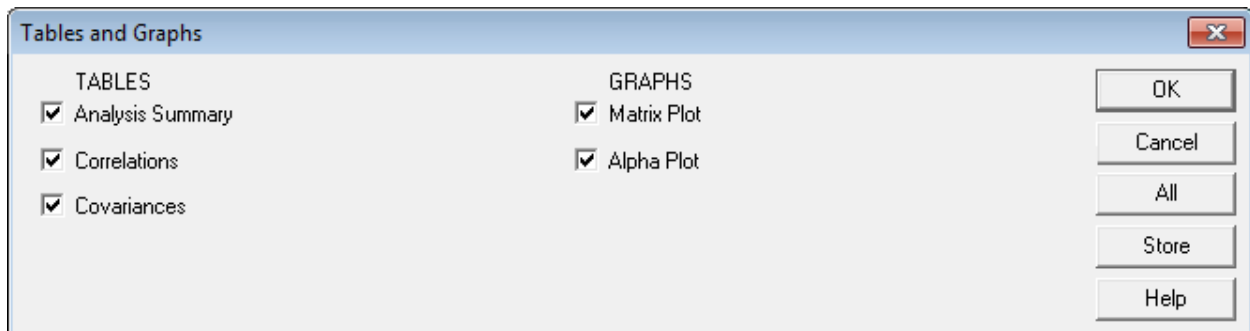 Tables and Graphs
TABLES
Analysis Summary
Correlations
Covariances
GRAPHS
Matrix Plot
Alpha Plot
OK
Cancel
All
Store
Help